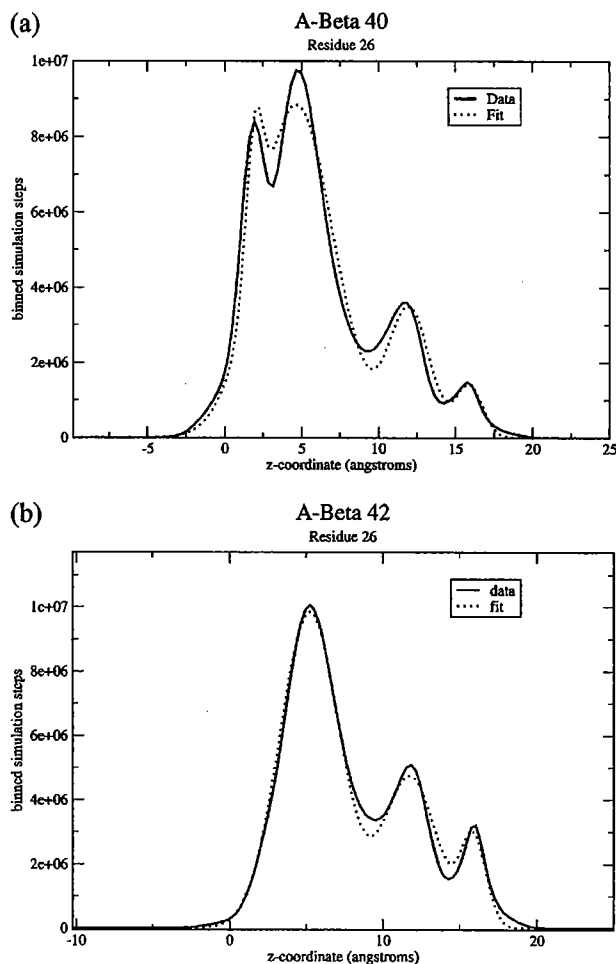 (a)
A-Beta 40
Residue 26
1e+07
8e+06
6e+06
4e+06
2e+06
0
binned simulation steps
Data
Fit
-5 0 5 10 15 20 25
z-coordinate (angstroms)
(b)
A-Beta 42
Residue 26
1e+07
8e+06
6e+06
4e+06
2e+06
0
binned simulation steps
data
fit
-10 0 10 20
z-coordinate (angstroms)